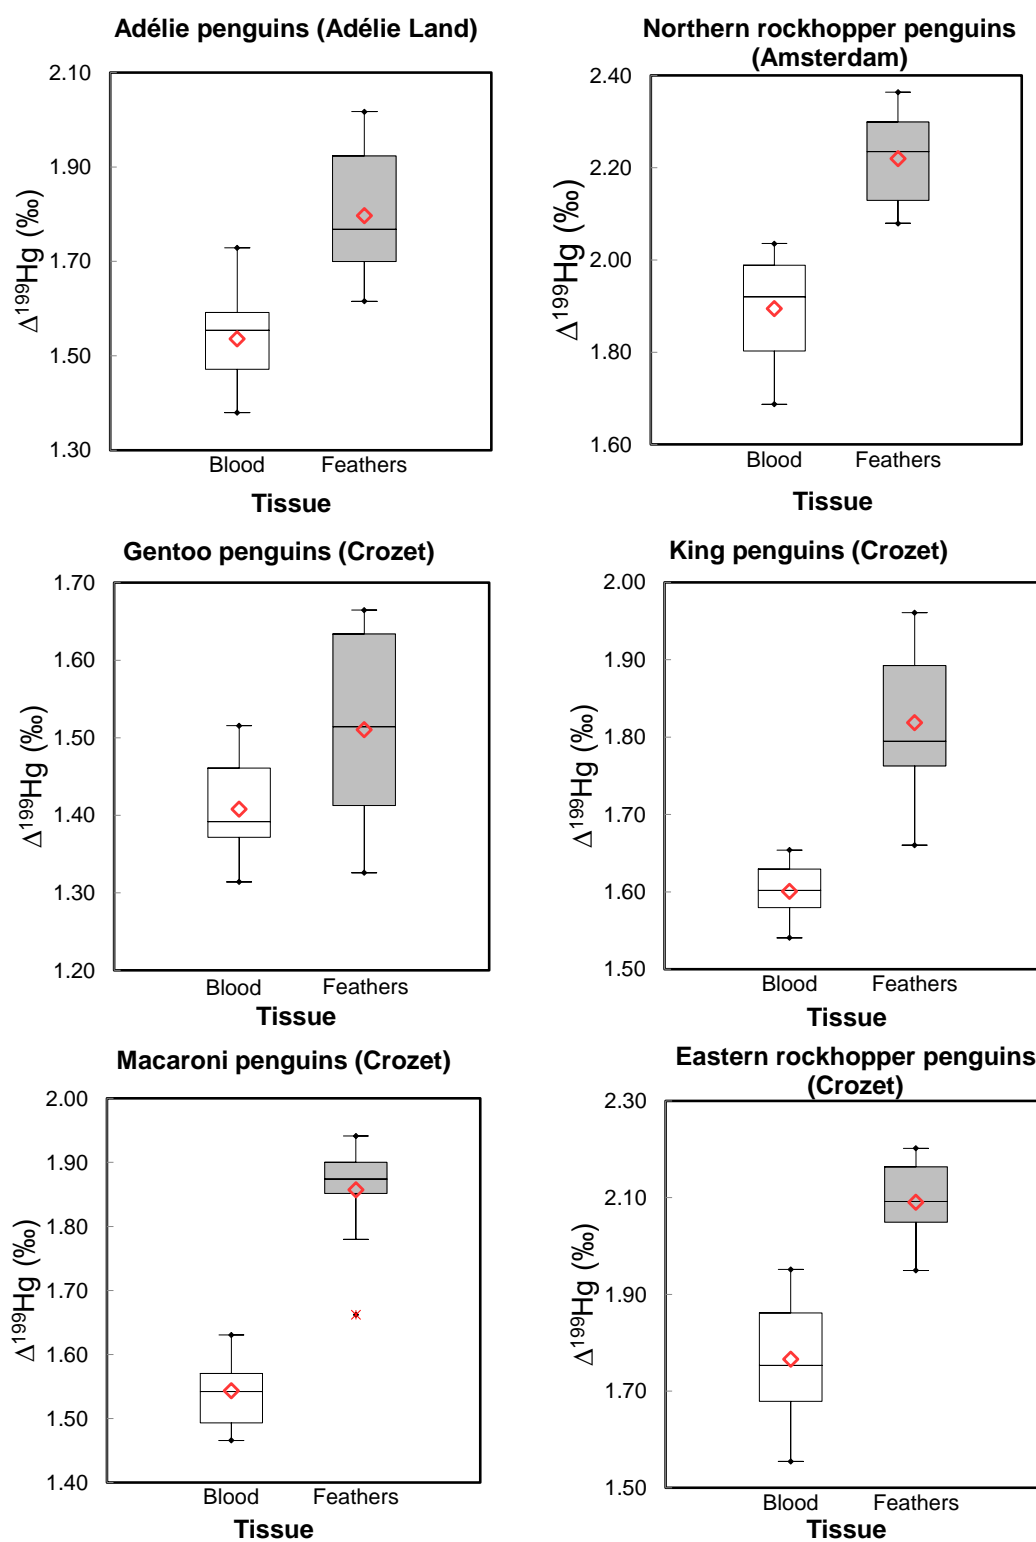 Adélie penguins (Adélie Land)
2.10
1.90
1.70
1.50
1.30
Δ¹⁹⁹Hg (‰)
Blood Feathers
Tissue
Northern rockhopper penguins
(Amsterdam)
2.40
2.20
2.00
1.80
1.60
Δ¹⁹⁹Hg (‰)
Blood Feathers
Tissue
Gentoo penguins (Crozet)
1.70
1.60
1.50
1.40
1.30
1.20
Δ¹⁹⁹Hg (‰)
Blood Feathers
Tissue
King penguins (Crozet)
2.00
1.90
1.80
1.70
1.60
1.50
Δ¹⁹⁹Hg (‰)
Blood Feathers
Tissue
Macaroni penguins (Crozet)
2.00
1.90
1.80
1.70
1.60
1.50
1.40
Δ¹⁹⁹Hg (‰)
Blood Feathers
Tissue
Eastern rockhopper penguins
(Crozet)
2.30
2.10
1.90
1.70
1.50
Δ¹⁹⁹Hg (‰)
Blood Feathers
Tissue